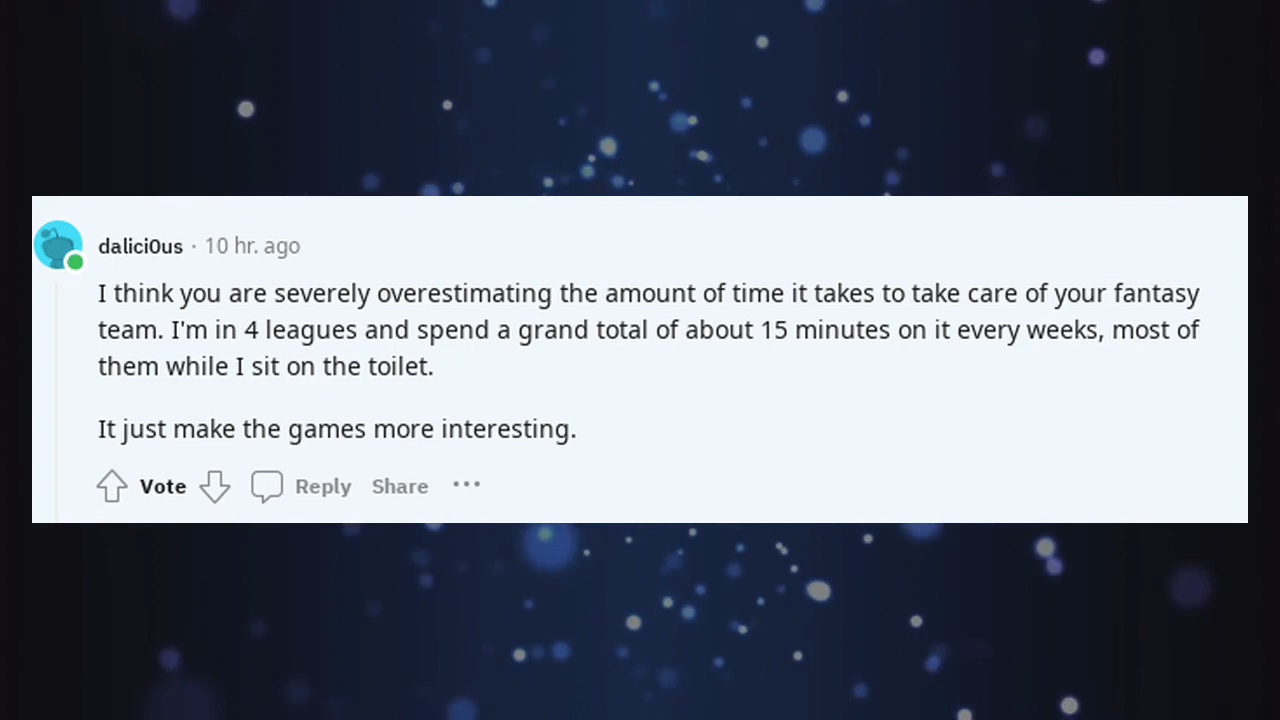 dalici0us · 10 hr. ago
I think you are severely overestimating the amount of time it takes to take care of your fantasy
team. I'm in 4 leagues and spend a grand total of about 15 minutes on it every weeks, most of
them while I sit on the toilet.
It just make the games more interesting.
Vote Reply Share ···